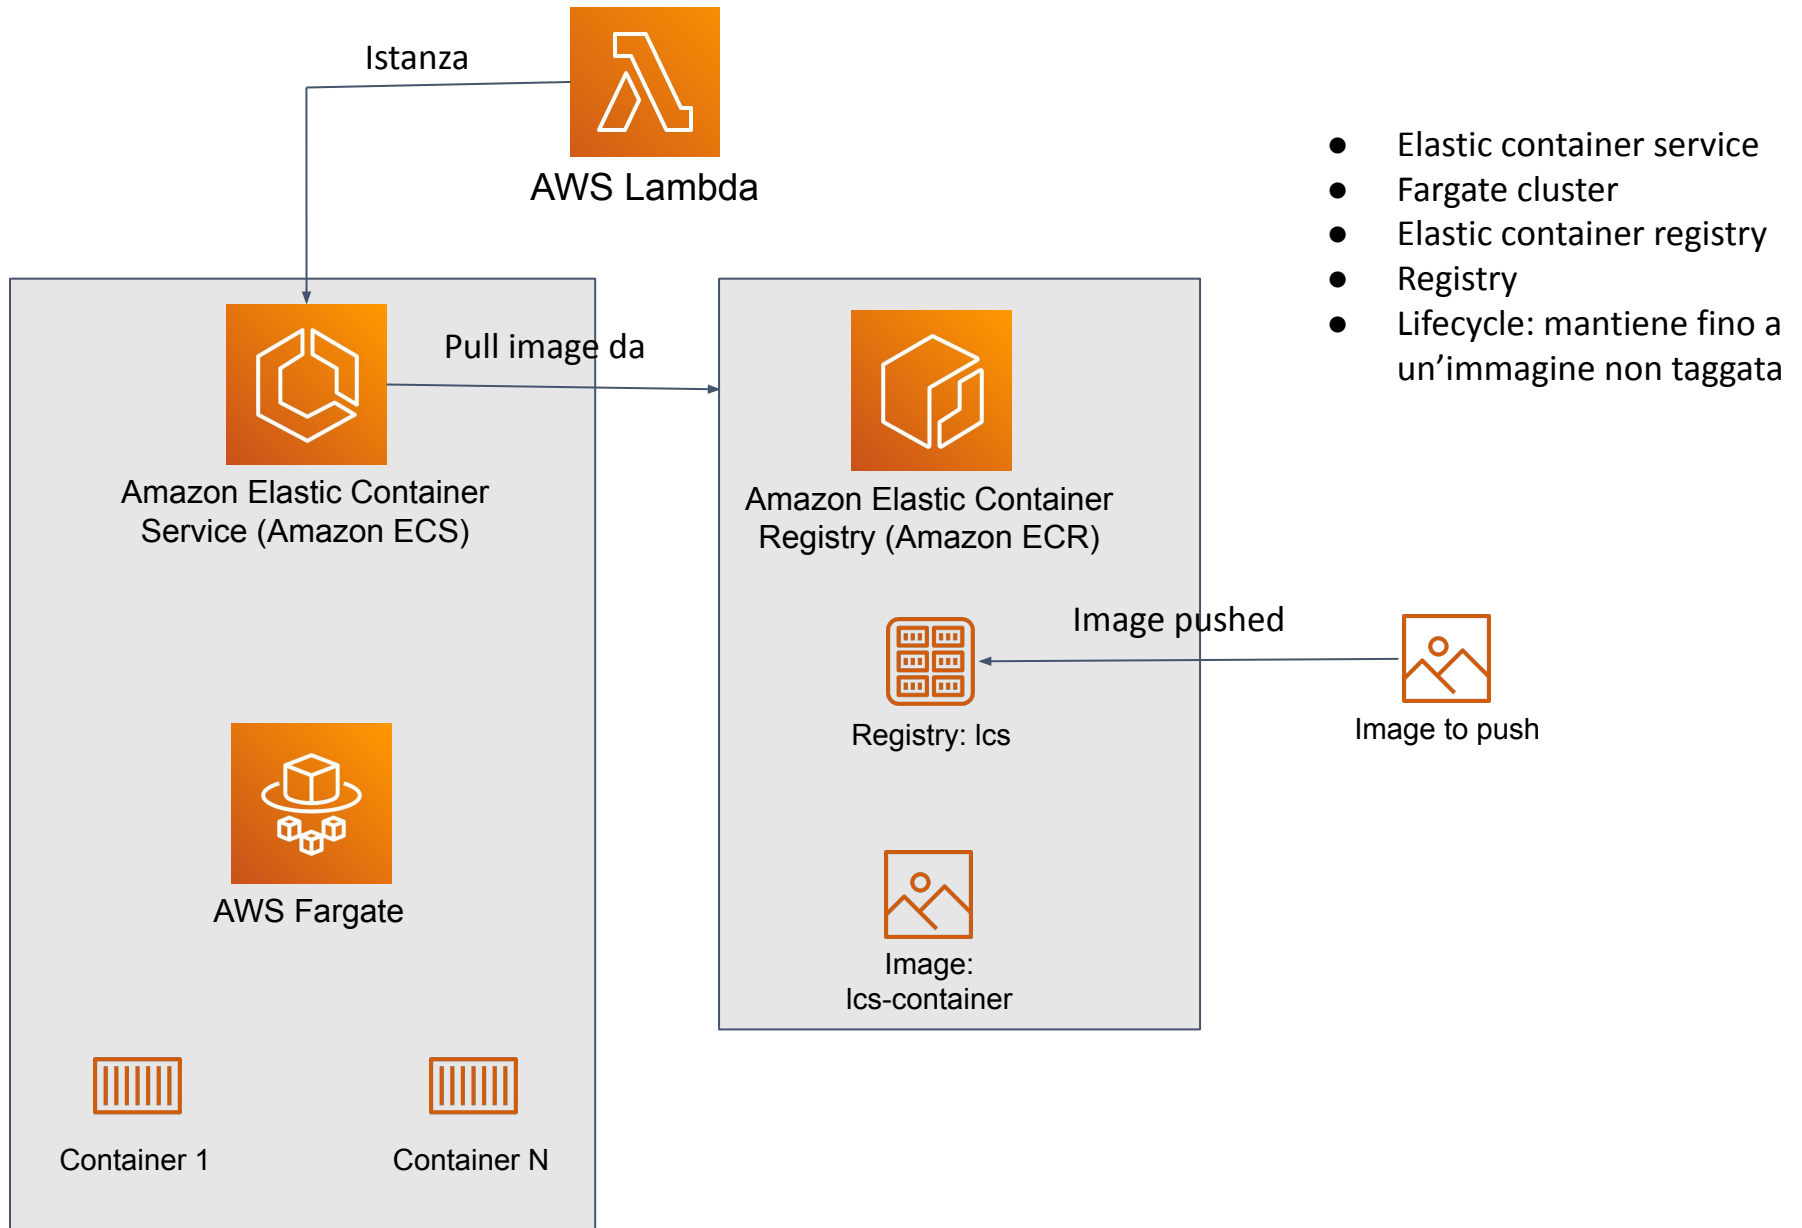 Istanza
AWS Lambda
Amazon Elastic Container
Service (Amazon ECS)
Pull image da
Amazon Elastic Container
Registry (Amazon ECR)
Image pushed
Registry: lcs
Image to push
AWS Fargate
Image:
lcs-container
Container 1
Container N
● Elastic container service
● Fargate cluster
● Elastic container registry
● Registry
● Lifecycle: mantiene fino a
un’immagine non taggata